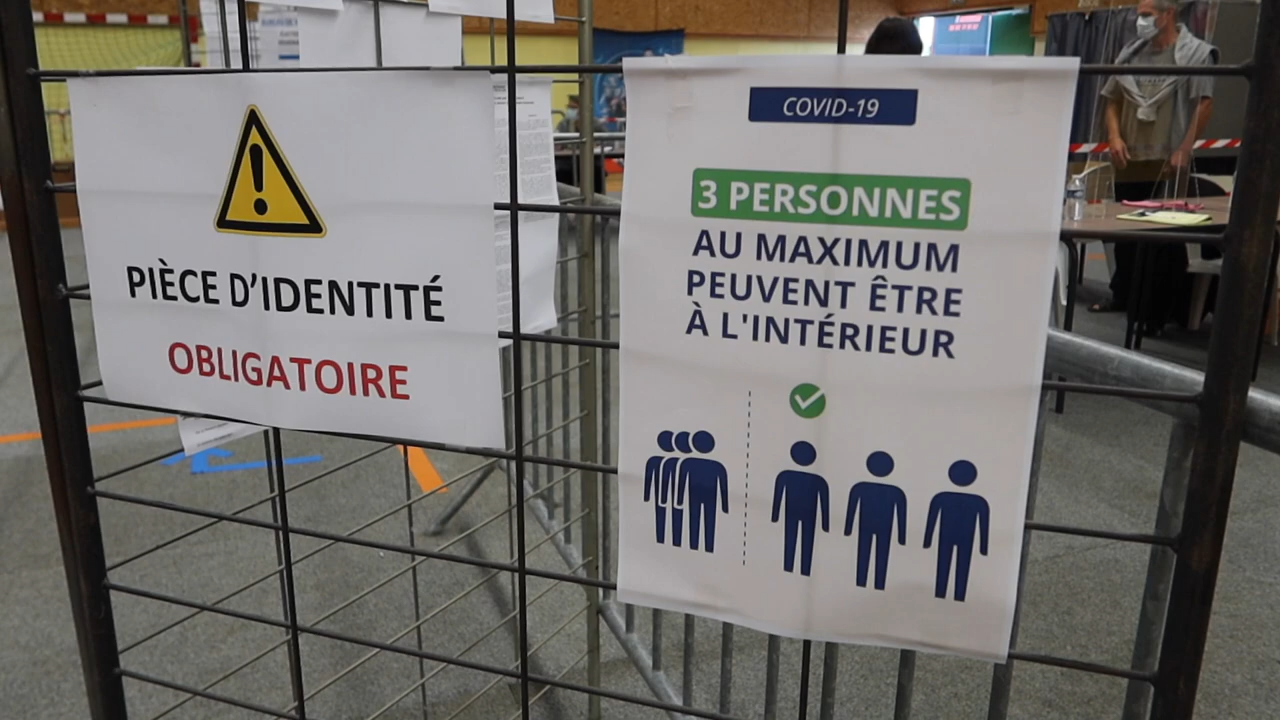 PIÈCE D'IDENTITÉ
OBLIGATOIRE
COVID-19
3 PERSONNES
AU MAXIMUM
PEUVENT ÊTRE
À L'INTÉRIEUR